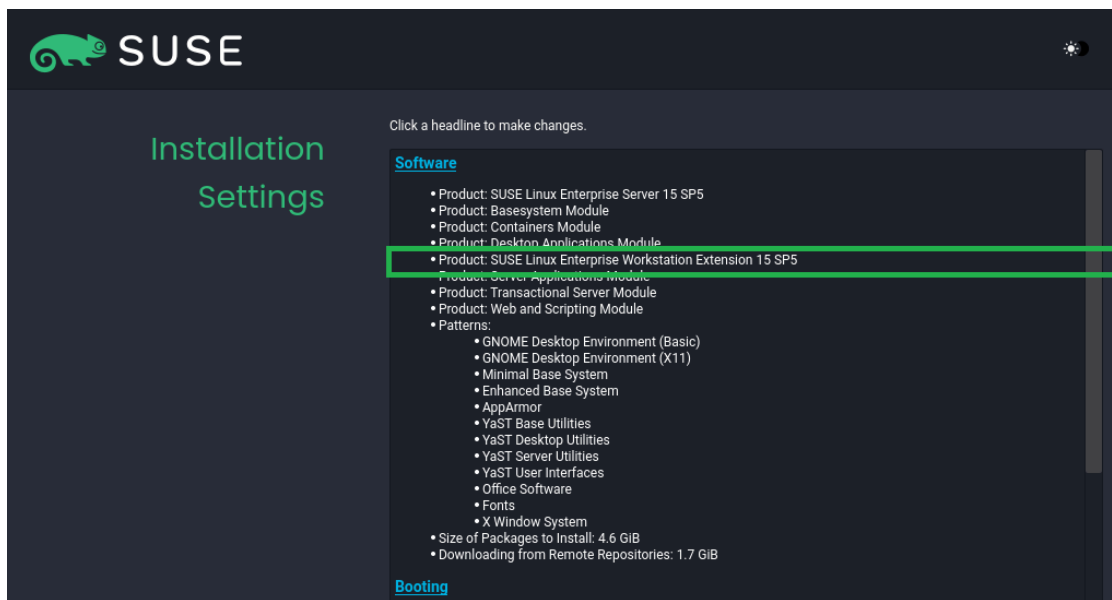 SUSE
Installation
Settings
Click a headline to make changes.
Software
• Product: SUSE Linux Enterprise Server 15 SP5
• Product: Basesystem Module
• Product: Containers Module
• Product: Desktop Applications Module
• Product: SUSE Linux Enterprise Workstation Extension 15 SP5
• Product: Server Applications Module
• Product: Transactional Server Module
• Product: Web and Scripting Module
• Patterns:
• GNOME Desktop Environment (Basic)
• GNOME Desktop Environment (X11)
• Minimal Base System
• Enhanced Base System
• AppArmor
• YaST Base Utilities
• YaST Desktop Utilities
• YaST Server Utilities
• YaST User Interfaces
• Office Software
• Fonts
• X Window System
• Size of Packages to Install: 4.6 GiB
• Downloading from Remote Repositories: 1.7 GiB
Booting